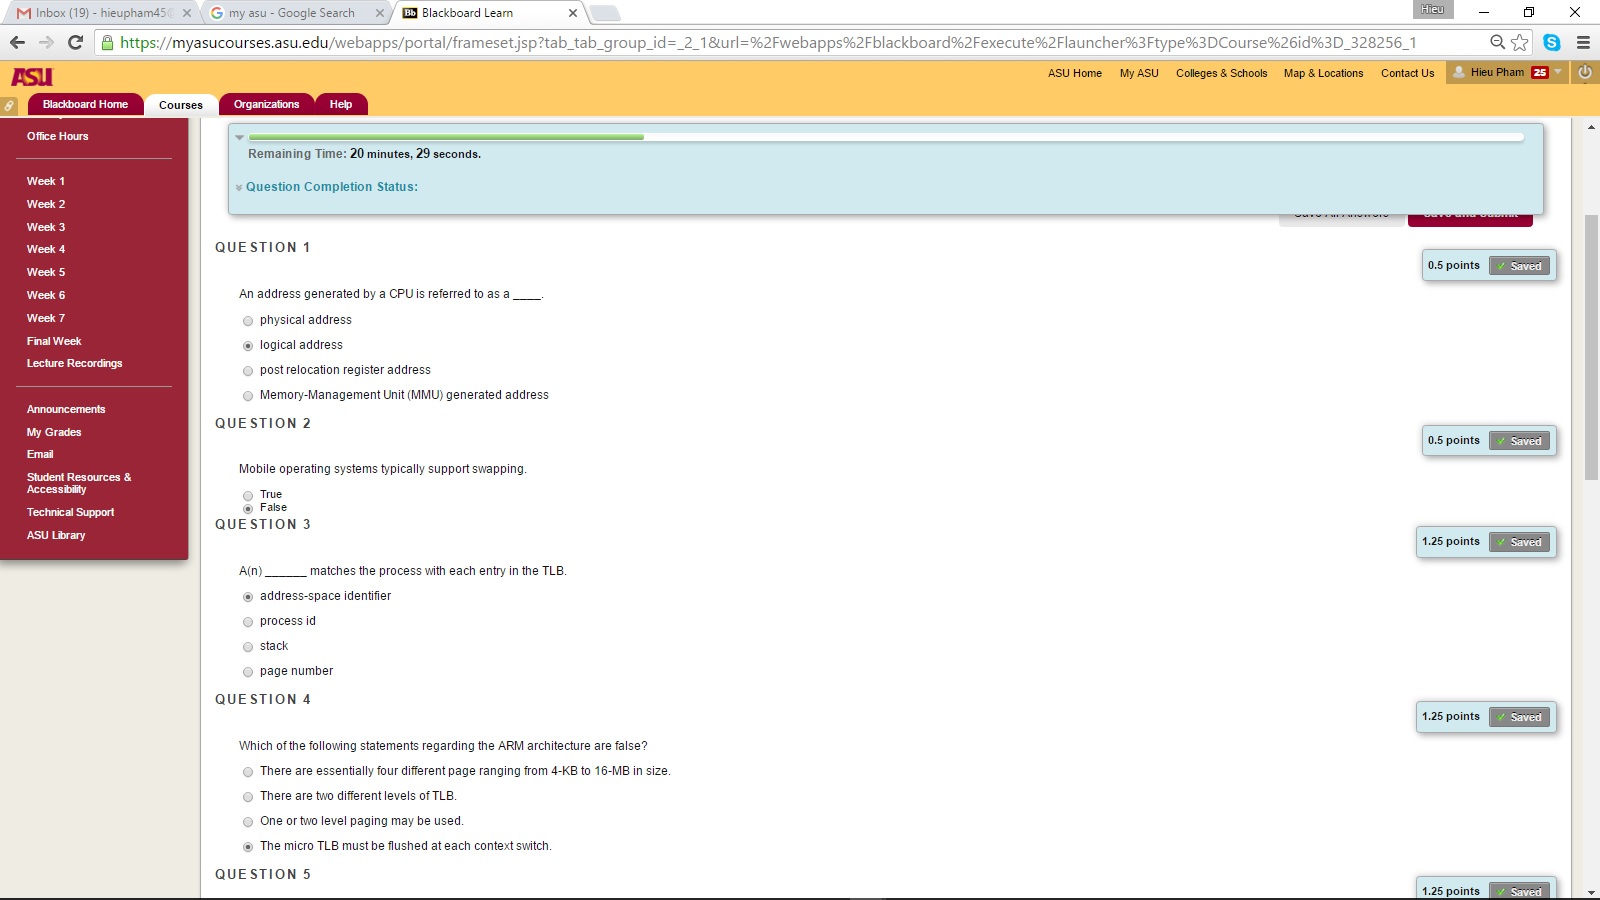 Inbox (19) - hieupham45
my asu - Google Search
Blackboard Learn
Hieu
https://myasucourses.asu.edu/webapps/portal/frameset.jsp?tab_tab_group_id=_2_1&url=%2Fwebapps%2Fblackboard%2Fexecute%2Flauncher%3Ftype%3DCourse%26id%3D_328256_1
ASU
ASU Home My ASU Colleges & Schools Map & Locations Contact Us Hieu Pham 25
Blackboard Home Courses Organizations Help
Office Hours
Week 1
Week 2
Week 3
Week 4
Week 5
Week 6
Week 7
Final Week
Lecture Recordings
Announcements
My Grades
Email
Student Resources &
Accessibility
Technical Support
ASU Library
Remaining Time: 20 minutes, 29 seconds.
Question Completion Status:
Save All Answers Save and Submit
QUESTION 1
0.5 points Saved
An address generated by a CPU is referred to as a ____.
physical address
logical address
post relocation register address
Memory-Management Unit (MMU) generated address
QUESTION 2
0.5 points Saved
Mobile operating systems typically support swapping.
True
False
QUESTION 3
1.25 points Saved
A(n) ______ matches the process with each entry in the TLB.
address-space identifier
process id
stack
page number
QUESTION 4
1.25 points Saved
Which of the following statements regarding the ARM architecture are false?
There are essentially four different page ranging from 4-KB to 16-MB in size.
There are two different levels of TLB.
One or two level paging may be used.
The micro TLB must be flushed at each context switch.
QUESTION 5
1.25 points Saved